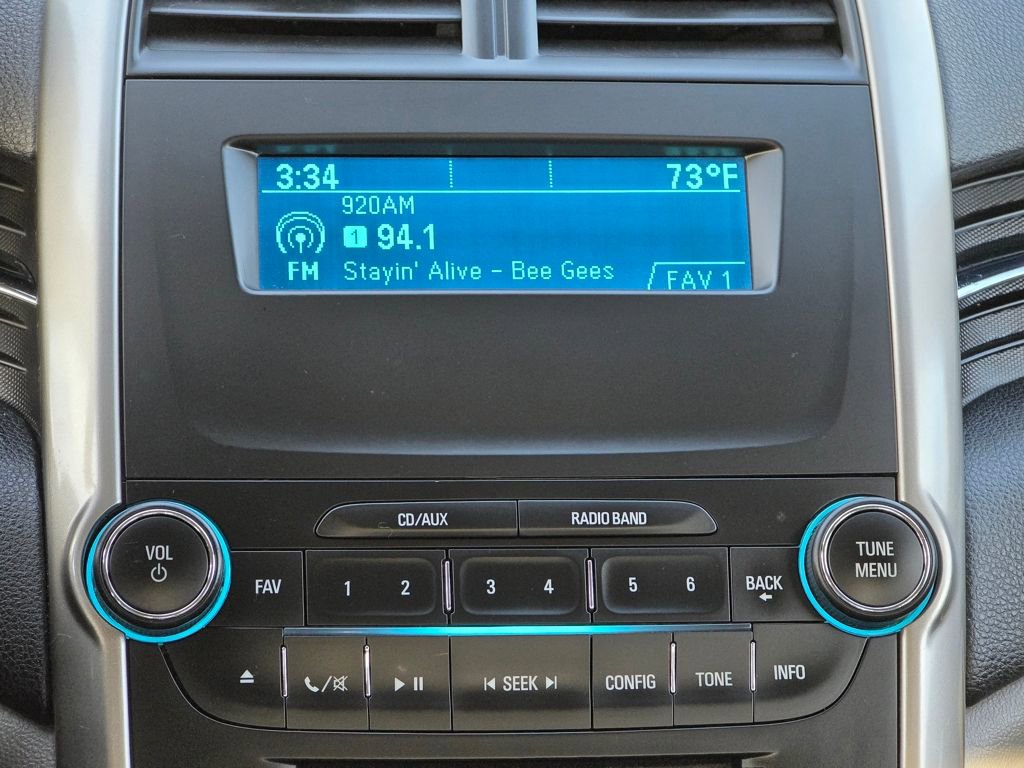 3:34 73°F
920AM
1 94.1
FM Stayin' Alive - Bee Gees FAV 1
CD/AUX RADIO BAND
VOL
TUNE
MENU
FAV 1 2 3 4 5 6 BACK
SEEK CONFIG TONE INFO